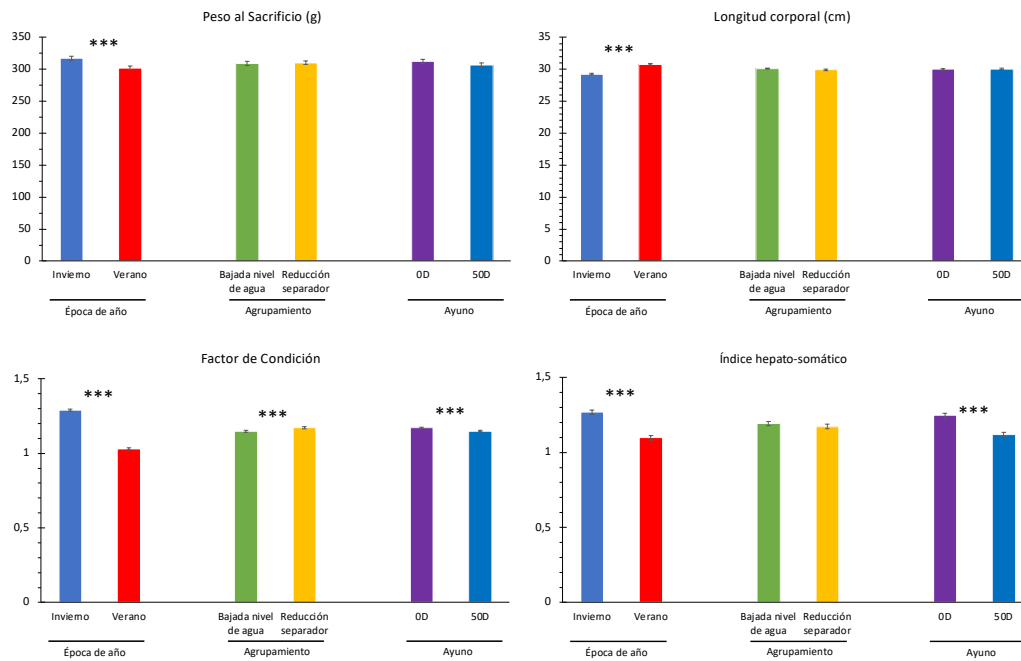 Peso al Sacrificio (g)
350
300
250
200
150
100
50
0
***
Invierno
Verano
Bajada nivel
de agua
Reducción
separador
0D
50D
Época de año
Agrupamiento
Ayuno
Longitud corporal (cm)
35
30
25
20
15
10
5
0
***
Invierno
Verano
Bajada nivel
de agua
Reducción
separador
0D
50D
Época de año
Agrupamiento
Ayuno
Factor de Condición
1,5
1
0,5
0
***
***
***
Invierno
Verano
Bajada nivel
de agua
Reducción
separador
0D
50D
Época de año
Agrupamiento
Ayuno
Índice hepato-somático
1,5
1
0,5
0
***
***
Invierno
Verano
Bajada nivel
de agua
Reducción
separador
0D
50D
Época de año
Agrupamiento
Ayuno